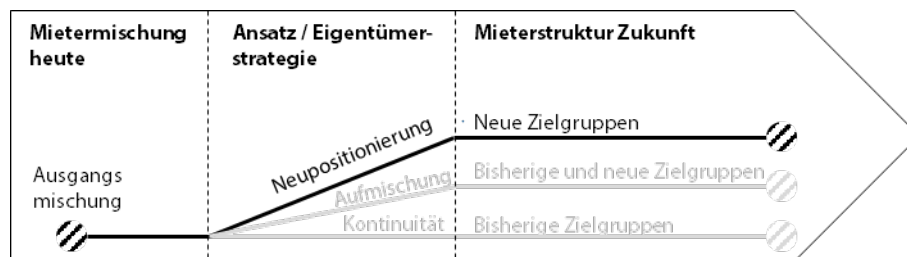 Mietermischung
heute
Ansatz / Eigentümer-
strategie
Mieterstruktur Zukunft
Neupositionierung
Neue Zielgruppen
Ausgangs
mischung
Aufmischung
Bisherige und neue Zielgruppen
Kontinuität
Bisherige Zielgruppen